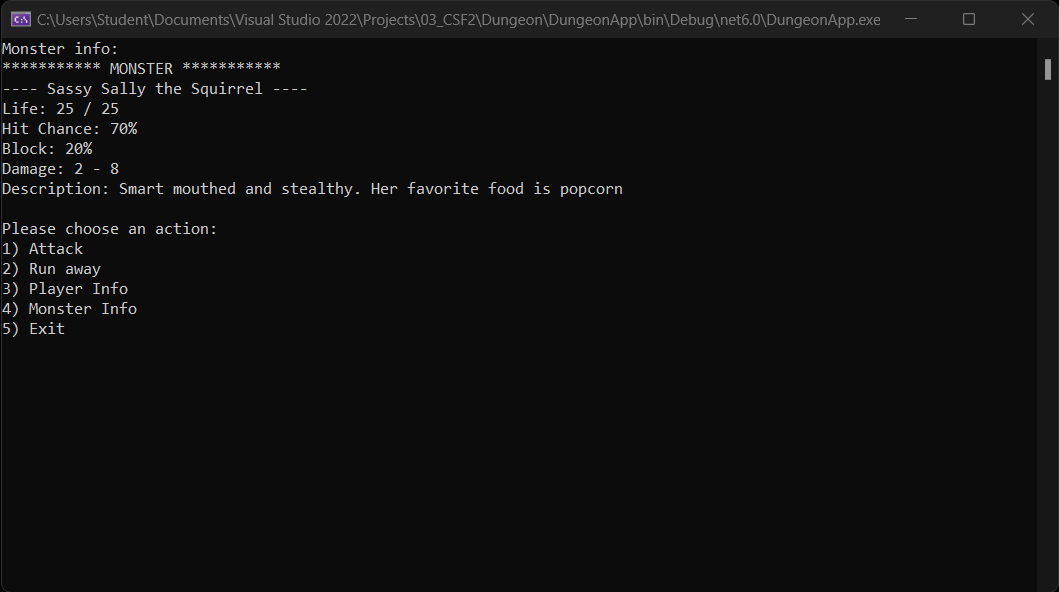 C:\Users\Student\Documents\Visual Studio 2022\Projects\03_CSF2\Dungeon\DungeonApp\bin\Debug\net6.0\DungeonApp.exe
Monster info:
*********** MONSTER ***********
---- Sassy Sally the Squirrel ----
Life: 25 / 25
Hit Chance: 70%
Block: 20%
Damage: 2 - 8
Description: Smart mouthed and stealthy. Her favorite food is popcorn
Please choose an action:
1) Attack
2) Run away
3) Player Info
4) Monster Info
5) Exit